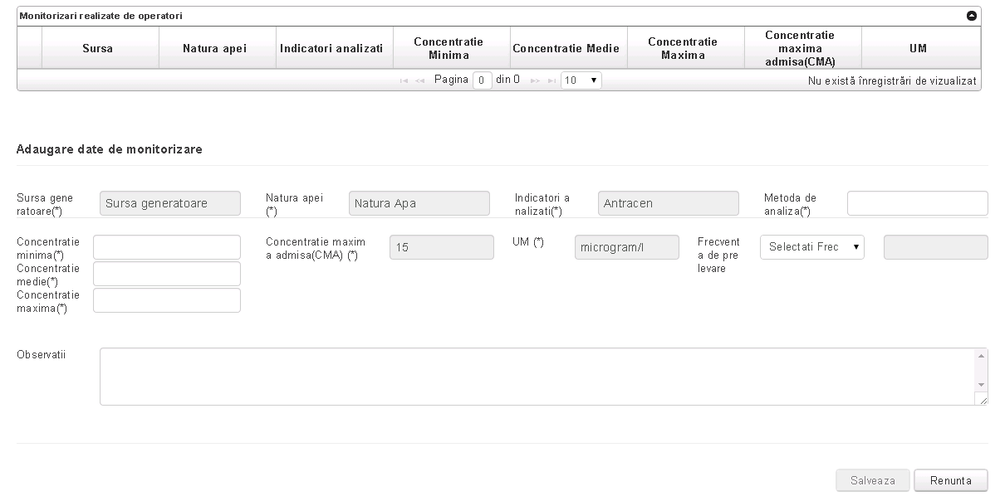 Monitorizari realizate de operatori
Sursa
Natura apei
Indicatori analizati
Concentratie
Minima
Concentratie Medie
Concentratie
Maxima
Concentratie
maxima
admisa(CMA)
UM
Pagina 0 din 0 10
Nu există înregistrări de vizualizat
Adaugare date de monitorizare
Sursa gene
ratoare(*)
Sursa generatoare
Natura apei
(*)
Natura Apa
Indicatori a
nalizati(*)
Antracen
Metoda de
analiza(*)
Concentratie
minima(*)
Concentratie
medie(*)
Concentratie
maxima(*)
Concentratie maxim
a admisa(CMA) (*)
15
UM (*)
microgram/l
Frecvent
a de pre
levare
Selectati Frec
Observatii
Salveaza
Renunta